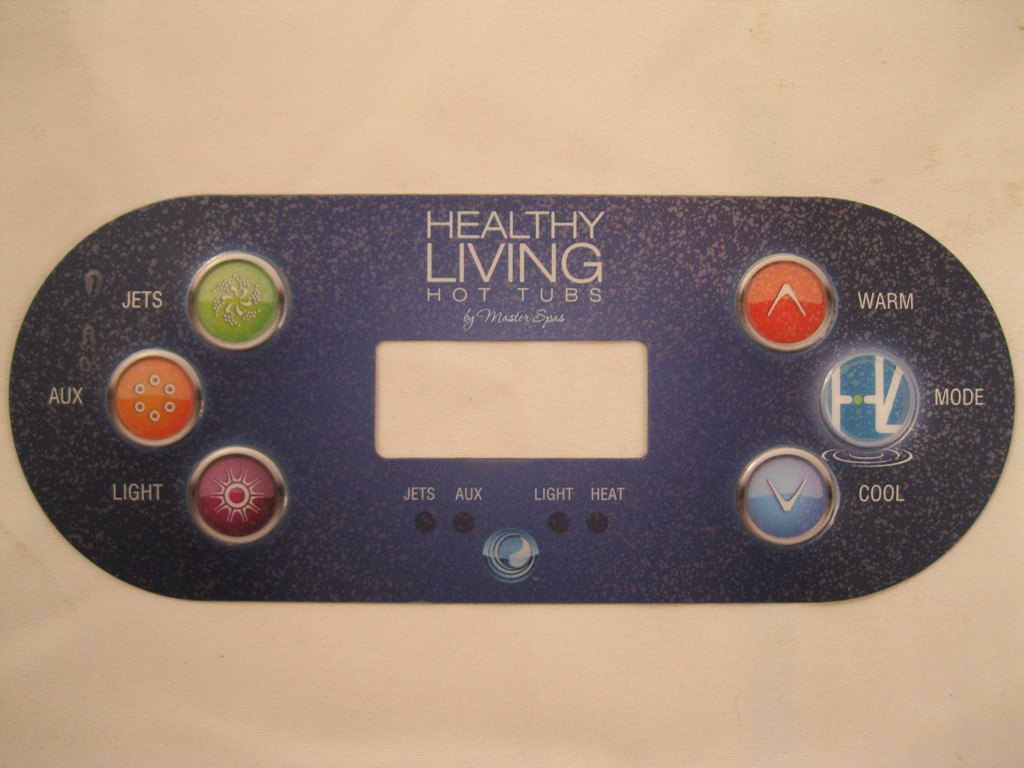 HEALTHY
LIVING
HOT TUBS
by Master Spas
JETS
AUX
LIGHT
WARM
MODE
COOL
JETS AUX LIGHT HEAT